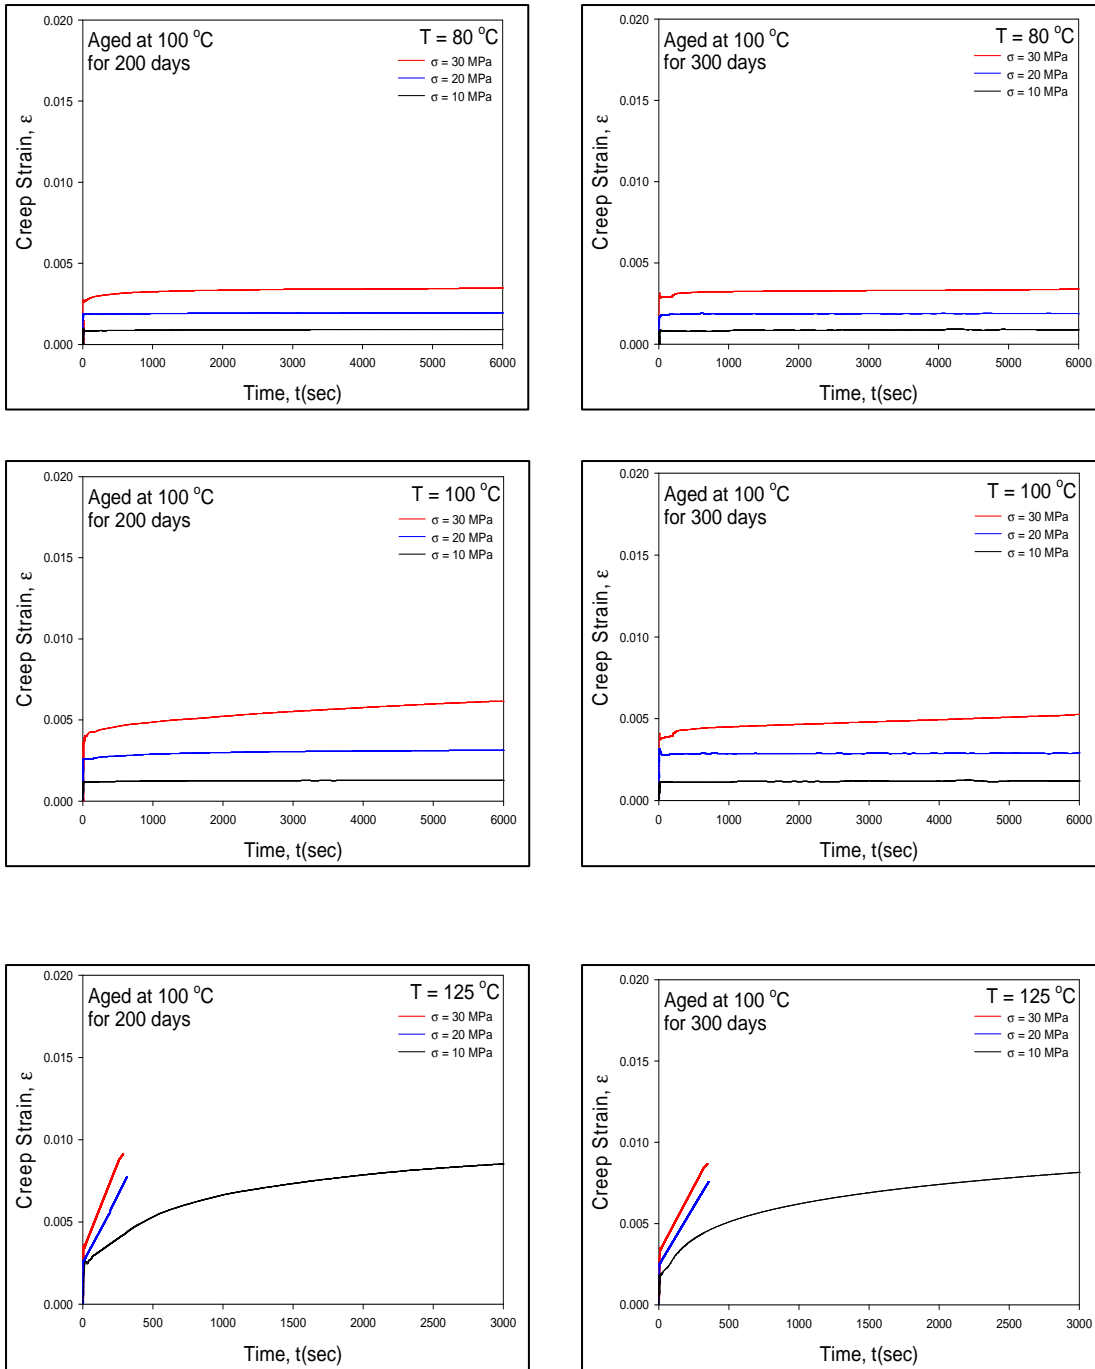 Aged at 100 °C
for 200 days
T = 80 °C
σ = 30 MPa
σ = 20 MPa
σ = 10 MPa
Creep Strain, ε
0.020
0.015
0.010
0.005
0.000
0 1000 2000 3000 4000 5000 6000
Time, t(sec)
Aged at 100 °C
for 300 days
T = 80 °C
σ = 30 MPa
σ = 20 MPa
σ = 10 MPa
Creep Strain, ε
0.020
0.015
0.010
0.005
0.000
0 1000 2000 3000 4000 5000 6000
Time, t(sec)
Aged at 100 °C
for 200 days
T = 100 °C
σ = 30 MPa
σ = 20 MPa
σ = 10 MPa
Creep Strain, ε
0.020
0.015
0.010
0.005
0.000
0 1000 2000 3000 4000 5000 6000
Time, t(sec)
Aged at 100 °C
for 300 days
T = 100 °C
σ = 30 MPa
σ = 20 MPa
σ = 10 MPa
Creep Strain, ε
0.020
0.015
0.010
0.005
0.000
0 1000 2000 3000 4000 5000 6000
Time, t(sec)
Aged at 100 °C
for 200 days
T = 125 °C
σ = 30 MPa
σ = 20 MPa
σ = 10 MPa
Creep Strain, ε
0.020
0.015
0.010
0.005
0.000
0 500 1000 1500 2000 2500 3000
Time, t(sec)
Aged at 100 °C
for 300 days
T = 125 °C
σ = 30 MPa
σ = 20 MPa
σ = 10 MPa
Creep Strain, ε
0.020
0.015
0.010
0.005
0.000
0 500 1000 1500 2000 2500 3000
Time, t(sec)